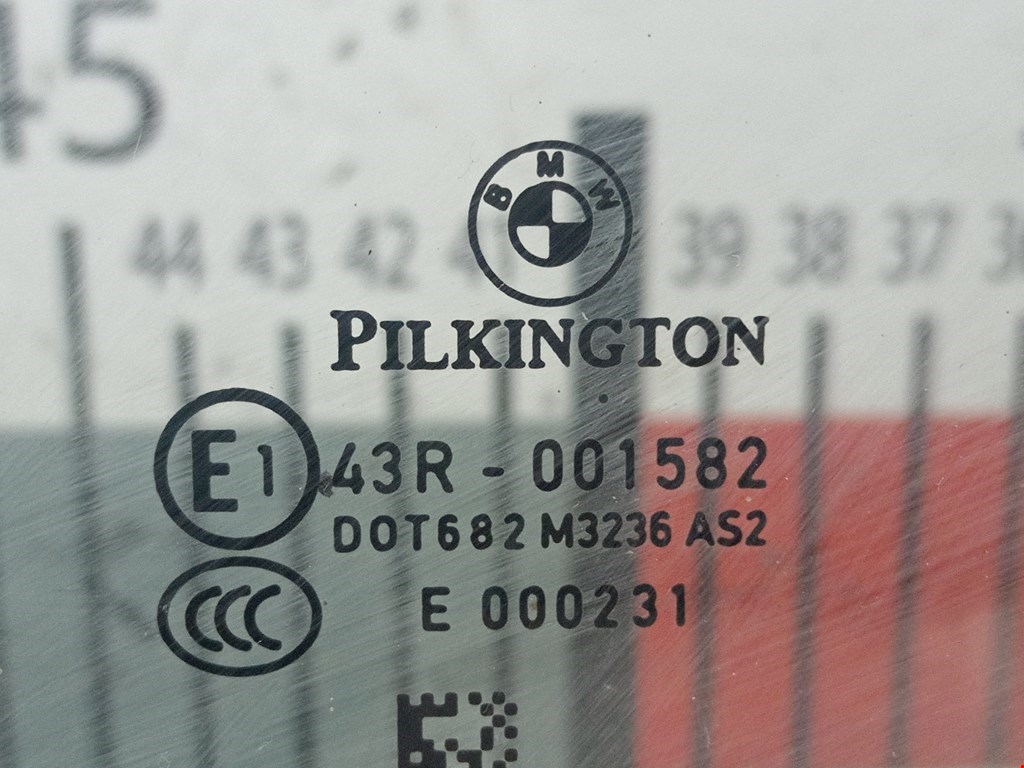 45
44 43 42 39 38 37
BMW
PILKINGTON
E1 43R - 001582
DOT682 M3236 AS2
CCC E 000231